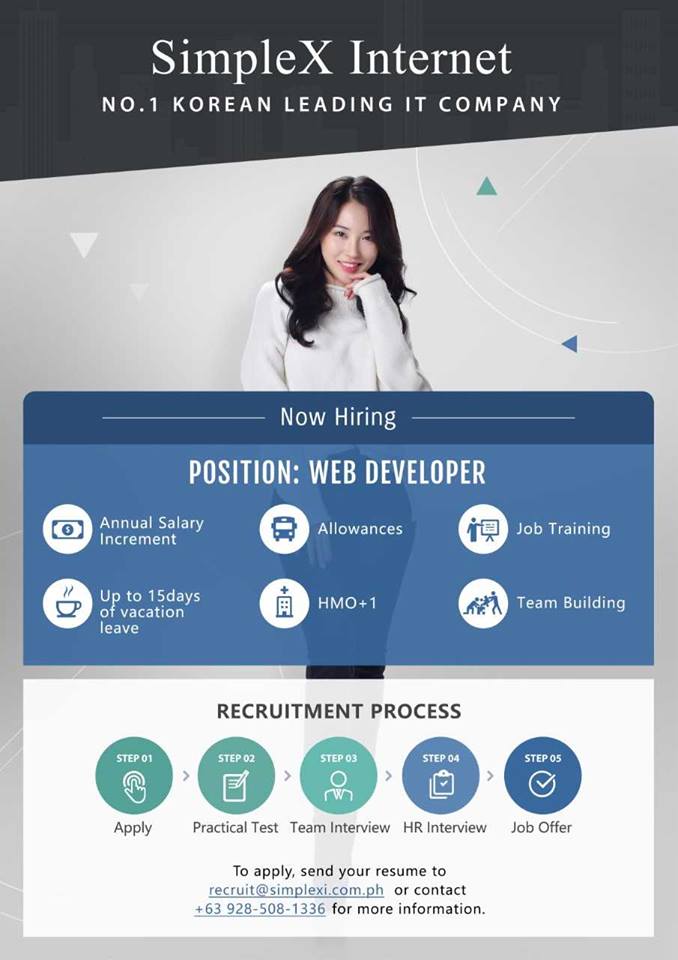 SimpleX Internet
NO.1 KOREAN LEADING IT COMPANY
Now Hiring
POSITION: WEB DEVELOPER
Annual Salary
Increment
Allowances
Job Training
Up to 15days
of vacation
leave
HMO+1
Team Building
RECRUITMENT PROCESS
STEP 01
STEP 02
STEP 03
STEP 04
STEP 05
Apply
Practical Test
Team Interview
HR Interview
Job Offer
To apply, send your resume to
recruit@simplexi.com.ph or contact
+63 928-508-1336 for more information.